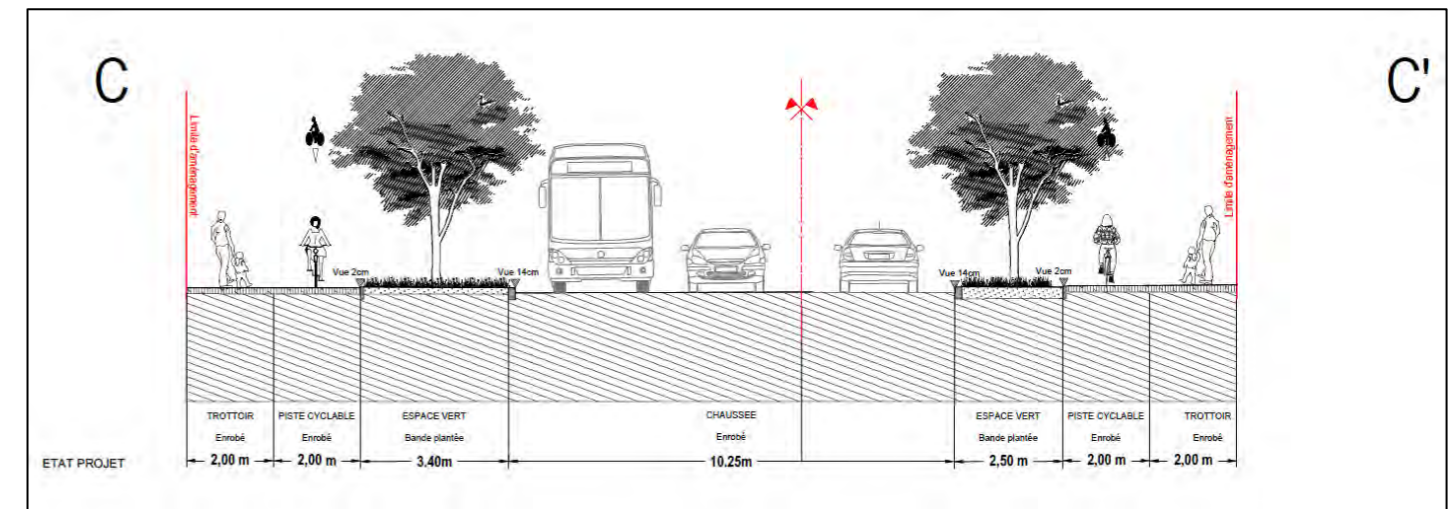 C
C'
Limite d'aménagement
Limite d'aménagement
Vue 2cm
Vue 14cm
Vue 14cm
Vue 2cm
TROTTOIR
PISTE CYCLABLE
ESPACE VERT
CHAUSSEE
ESPACE VERT
PISTE CYCLABLE
TROTTOIR
Enrobé
Enrobé
Bande plantée
Enrobé
Bande plantée
Enrobé
Enrobé
ETAT PROJET
2,00 m
2,00 m
3.40m
10.25m
2,50 m
2,00 m
2,00 m